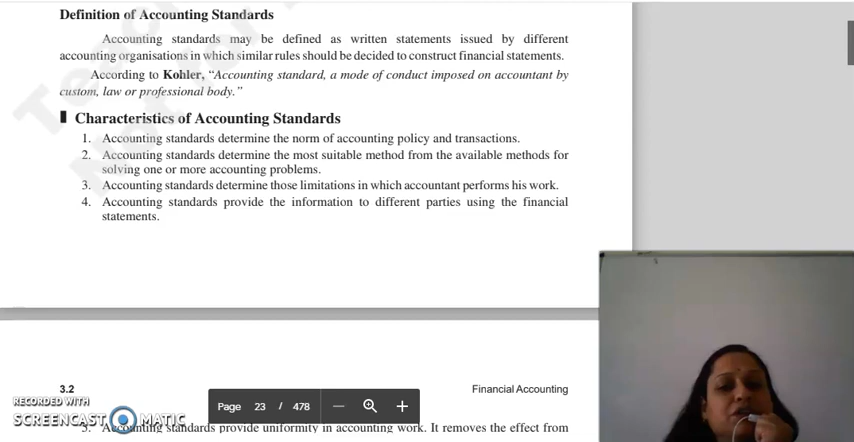 Definition of Accounting Standards
Accounting standards may be defined as written statements issued by different
accounting organisations in which similar rules should be decided to construct financial statements.
According to Kohler, “Accounting standard, a mode of conduct imposed on accountant by
custom, law or professional body.”
Characteristics of Accounting Standards
1. Accounting standards determine the norm of accounting policy and transactions.
2. Accounting standards determine the most suitable method from the available methods for
solving one or more accounting problems.
3. Accounting standards determine those limitations in which accountant performs his work.
4. Accounting standards provide the information to different parties using the financial
statements.
3.2
Financial Accounting
RECORDED WITH
SCREENCAST MATIC
Page 23 / 478
5. Accounting standards provide uniformity in accounting work. It removes the effect from